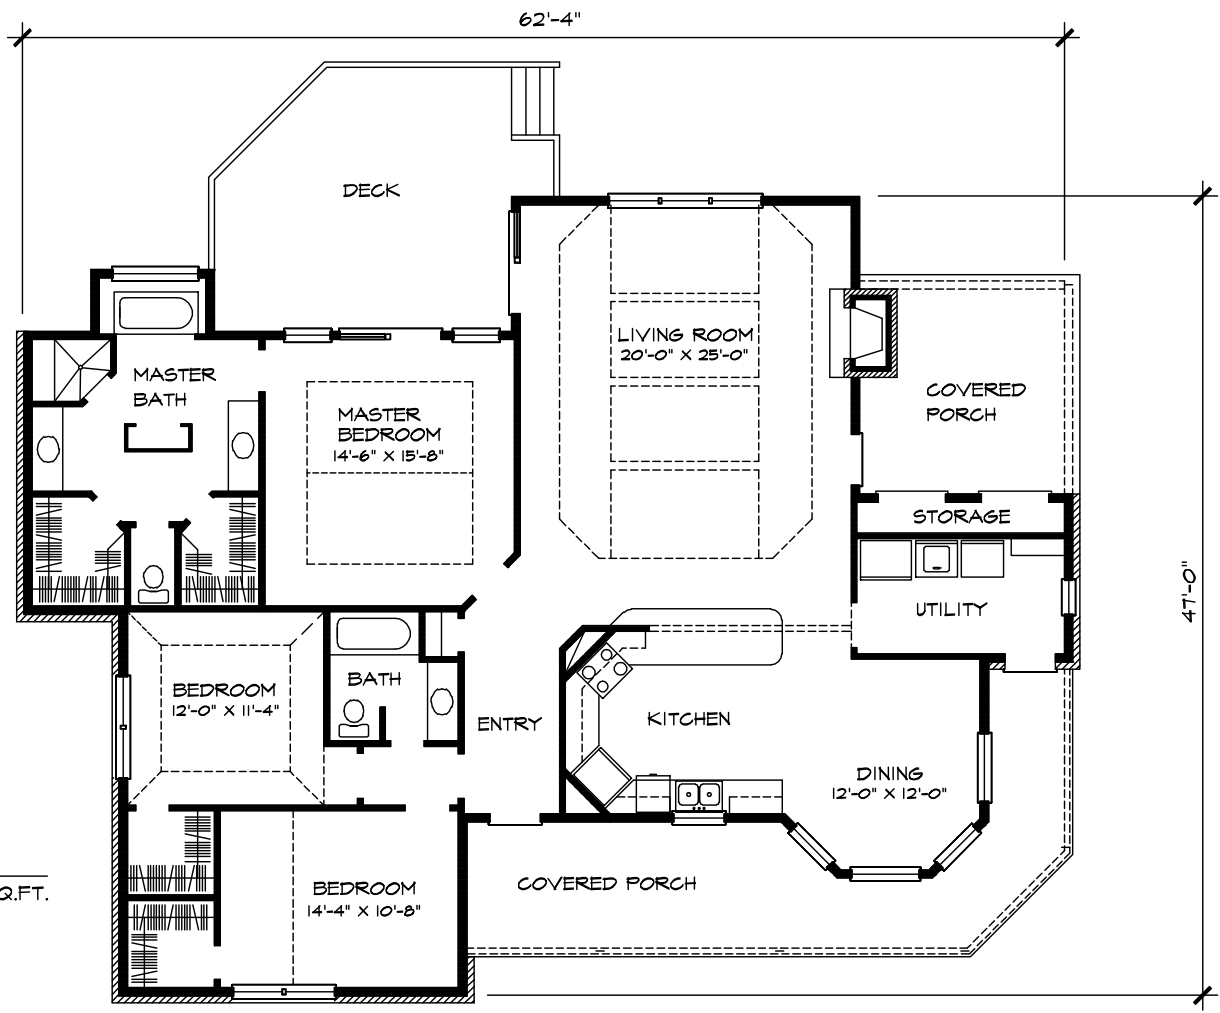 62'-4"
DECK
LIVING ROOM
20'-0" X 25'-0"
MASTER
BATH
COVERED
PORCH
MASTER
BEDROOM
14'-6" X 15'-8"
STORAGE
47'-0"
UTILITY
BATH
BEDROOM
12'-0" X 11'-4"
ENTRY
KITCHEN
DINING
12'-0" X 12'-0"
COVERED PORCH
BEDROOM
14'-4" X 10'-8"
Q.FT.